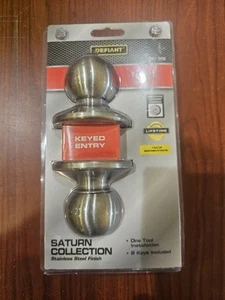 DEFIANT
KEYED
ENTRY
LIFETIME
SATURN
COLLECTION
Stainless Steel Finish
• One Tool
Installation
• 2 Keys Included